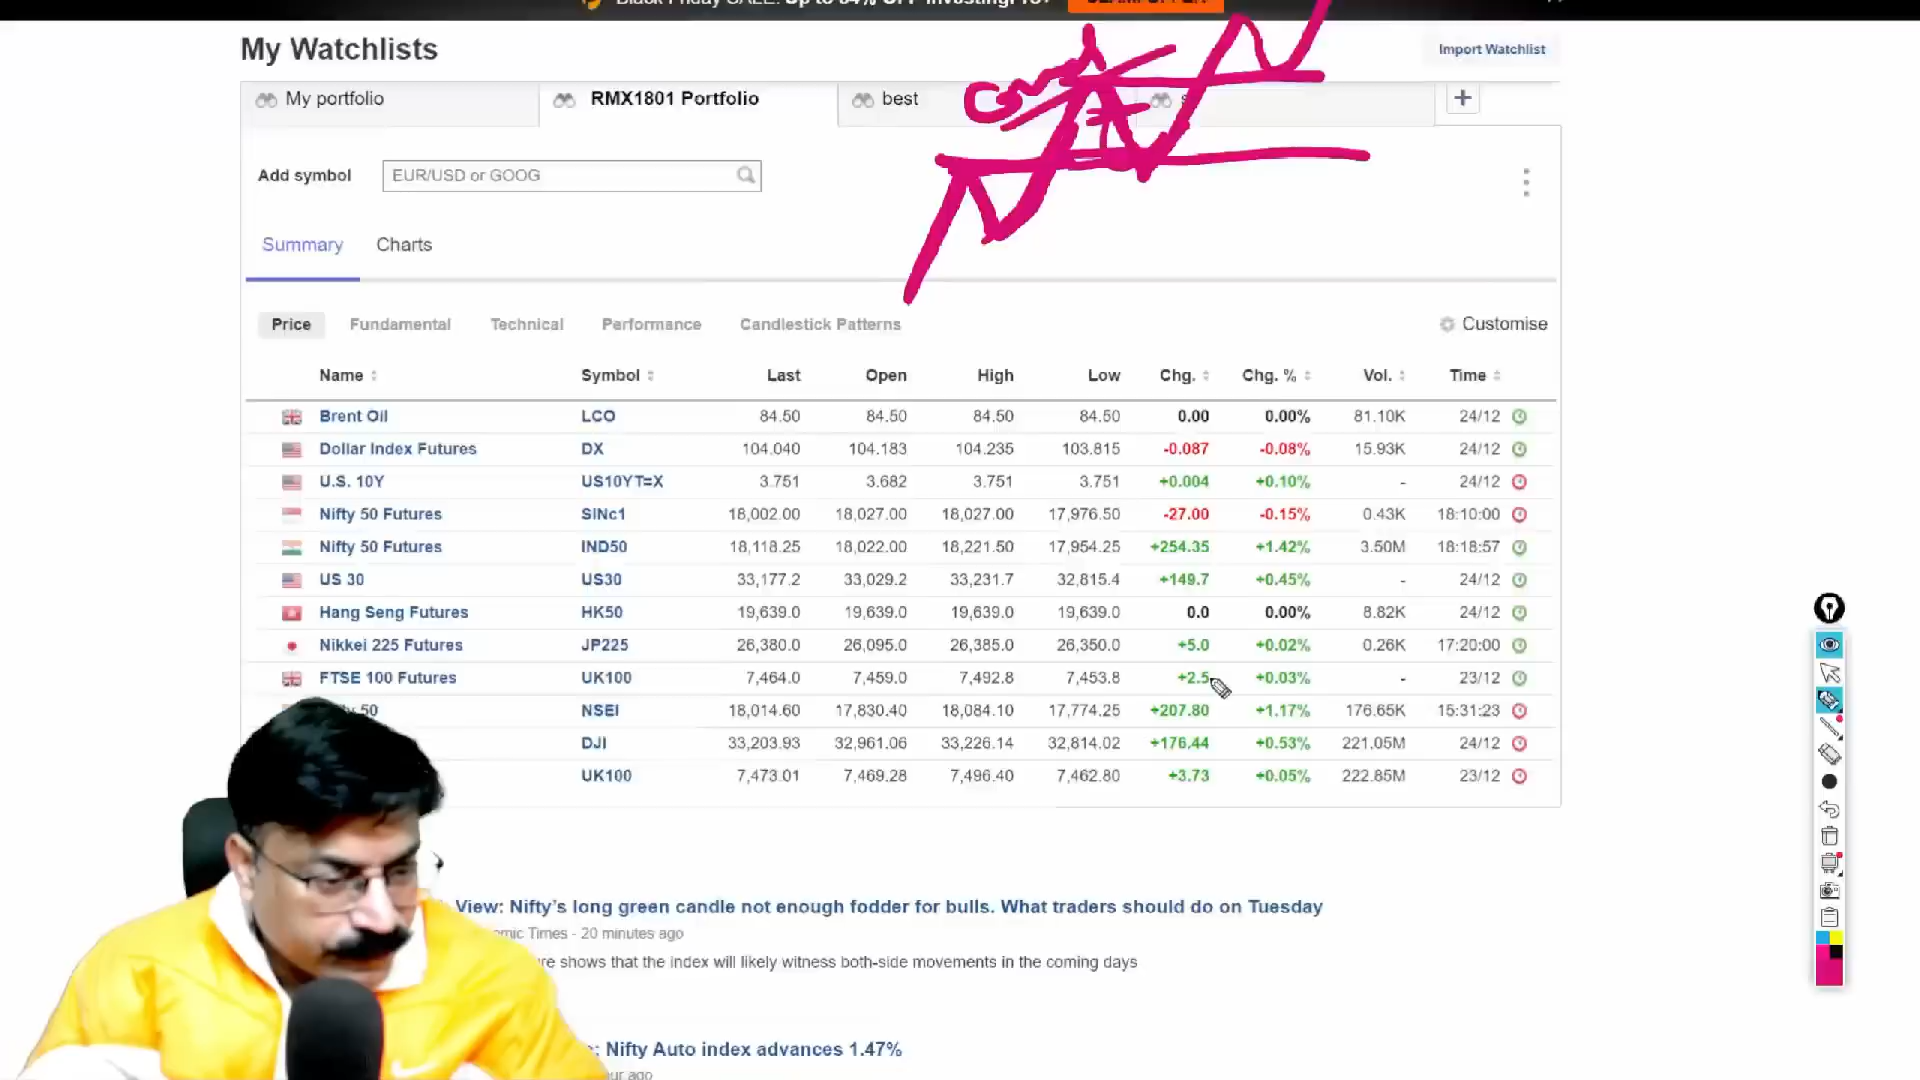 My Watchlists
Import Watchlist
My portfolio
RMX1801 Portfolio
best
Add symbol
EUR/USD or GOOG
Summary
Charts
Price
Fundamental
Technical
Performance
Candlestick Patterns
Customise
Name Symbol Last Open High Low Chg. Chg. % Vol. Time
Brent Oil LCO 84.50 84.50 84.50 84.50 0.00 0.00% 81.10K 24/12
Dollar Index Futures DX 104.040 104.183 104.235 103.815 -0.087 -0.08% 15.93K 24/12
U.S. 10Y US10YT=X 3.751 3.682 3.751 3.751 +0.004 +0.10% - 24/12
Nifty 50 Futures SINc1 18,002.00 18,027.00 18,027.00 17,976.50 -27.00 -0.15% 0.43K 18:10:00
Nifty 50 Futures IND50 18,118.25 18,022.00 18,221.50 17,954.25 +254.35 +1.42% 3.50M 18:18:57
US 30 US30 33,177.2 33,029.2 33,231.7 32,815.4 +149.7 +0.45% - 24/12
Hang Seng Futures HK50 19,639.0 19,639.0 19,639.0 19,639.0 0.0 0.00% 8.82K 24/12
Nikkei 225 Futures JP225 26,380.0 26,095.0 26,385.0 26,350.0 +5.0 +0.02% 0.26K 17:20:00
FTSE 100 Futures UK100 7,464.0 7,459.0 7,492.8 7,453.8 +2.5 +0.03% - 23/12
50 NSEI 18,014.60 17,830.40 18,084.10 17,774.25 +207.80 +1.17% 176.65K 15:31:23
DJI 33,203.93 32,961.06 33,226.14 32,814.02 +176.44 +0.53% 221.05M 24/12
UK100 7,473.01 7,469.28 7,496.40 7,462.80 +3.73 +0.05% 222.85M 23/12
View: Nifty's long green candle not enough fodder for bulls. What traders should do on Tuesday
Times - 20 minutes ago
shows that the index will likely witness both-side movements in the coming days
: Nifty Auto index advances 1.47%
ago